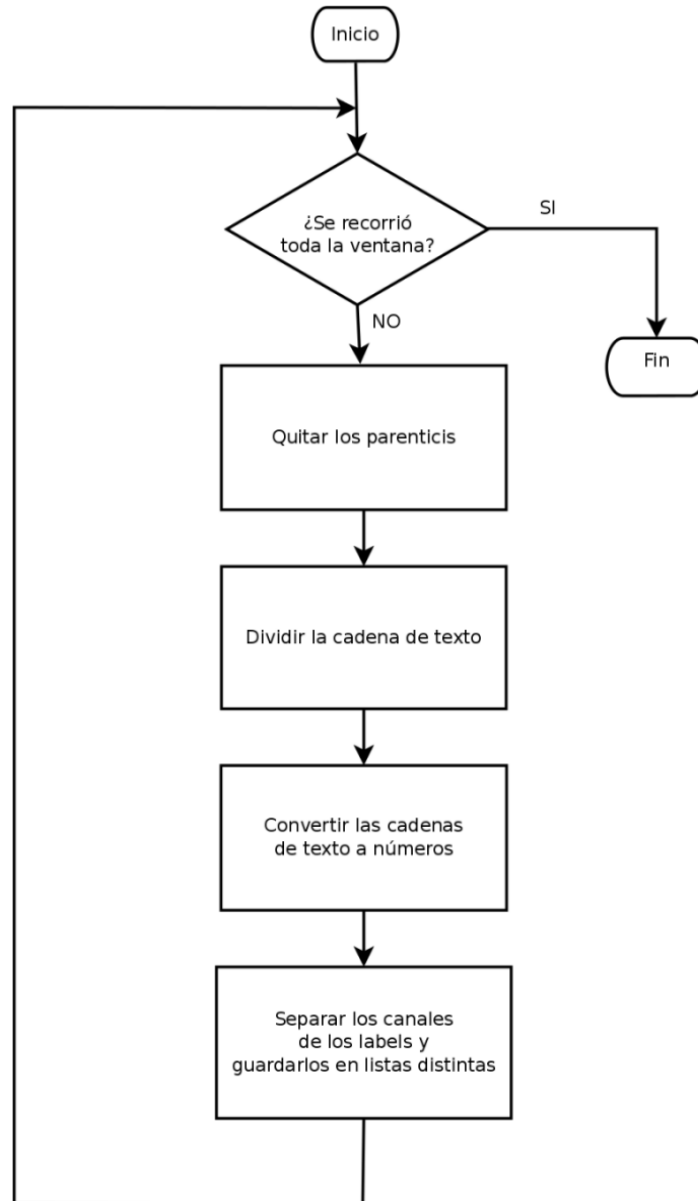 Inicio
¿Se recorrió
toda la ventana?
SI
NO
Fin
Quitar los parenticis
Dividir la cadena de texto
Convertir las cadenas
de texto a números
Separar los canales
de los labels y
guardarlos en listas distintas